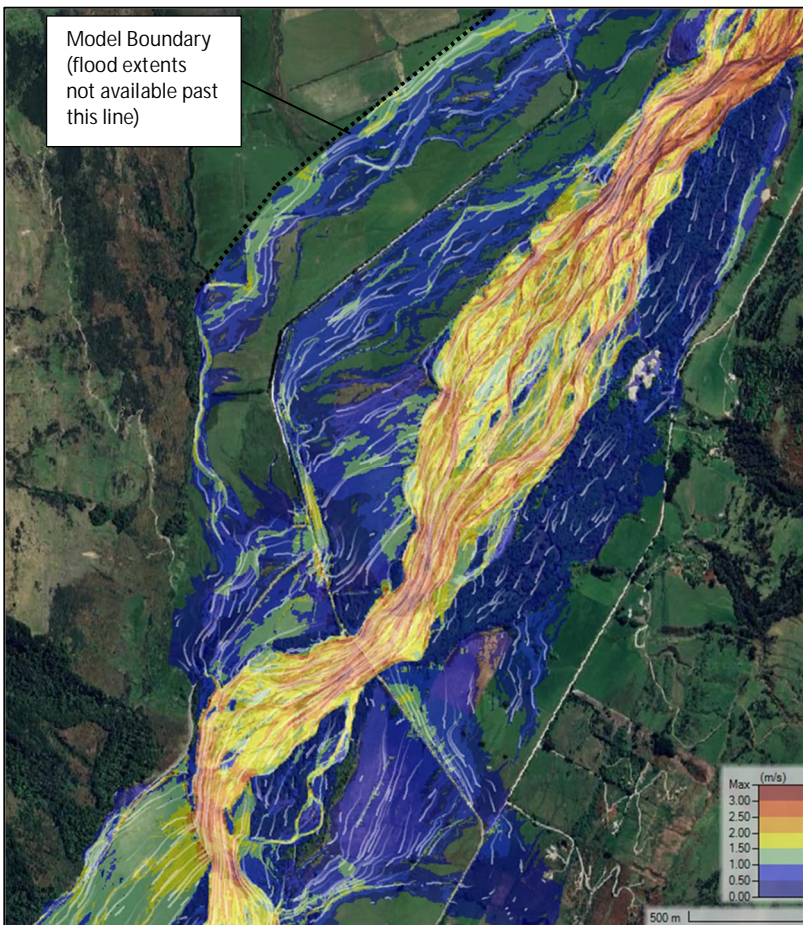 Model Boundary
(flood extents
not available past
this line)
(m/s)
Max
3.00
2.50
2.00
1.50
1.00
0.50
0.00
500 m